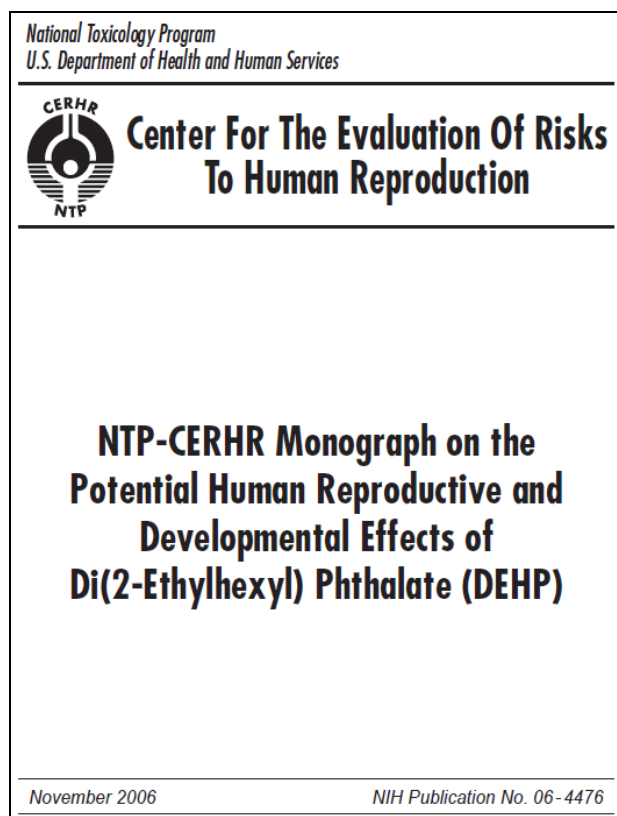 National Toxicology Program
U.S. Department of Health and Human Services
CERHR
NTP
Center For The Evaluation Of Risks
To Human Reproduction
NTP-CERHR Monograph on the
Potential Human Reproductive and
Developmental Effects of
Di(2-Ethylhexyl) Phthalate (DEHP)
November 2006 NIH Publication No. 06-4476